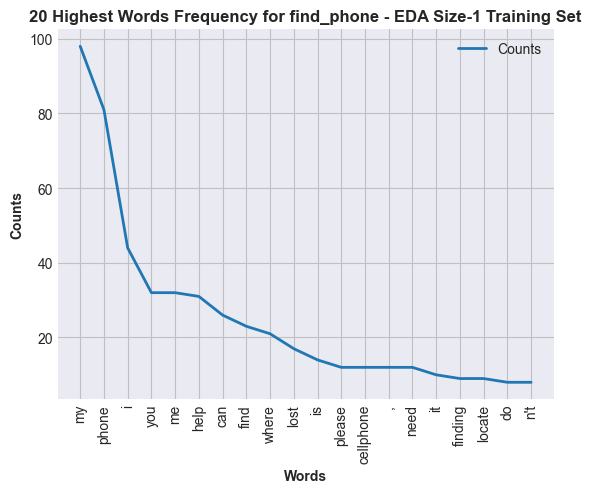 20 Highest Words Frequency for find_phone - EDA Size-1 Training Set
Counts
100
80
60
40
20
Counts
my
phone
i
you
me
help
can
find
where
lost
is
please
cellphone
,
need
it
finding
locate
do
n't
Words